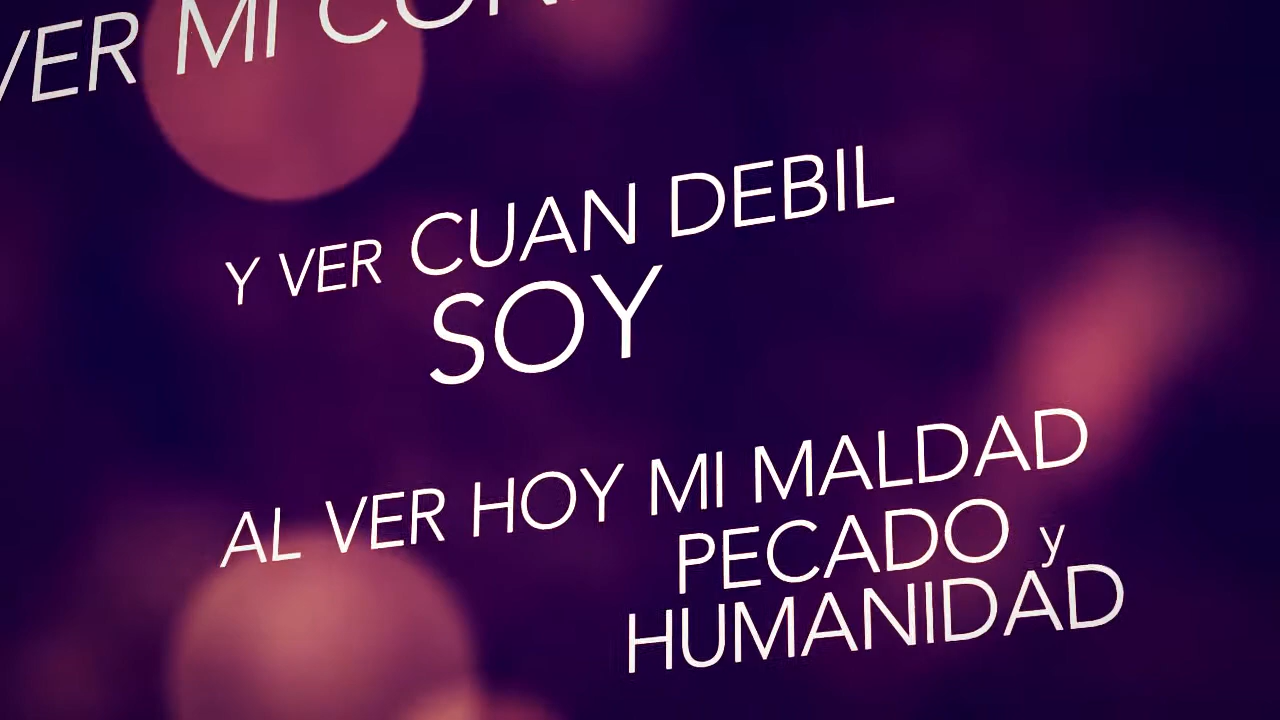 VER MI
Y VER CUAN DEBIL
SOY
AL VER HOY MI MALDAD
PECADO y
HUMANIDAD